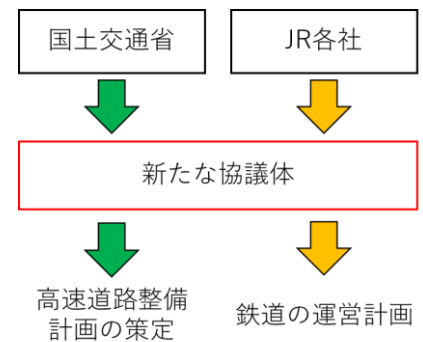 国土交通省
JR各社
新たな協議体
高速道路整備
計画の策定
鉄道の運営計画